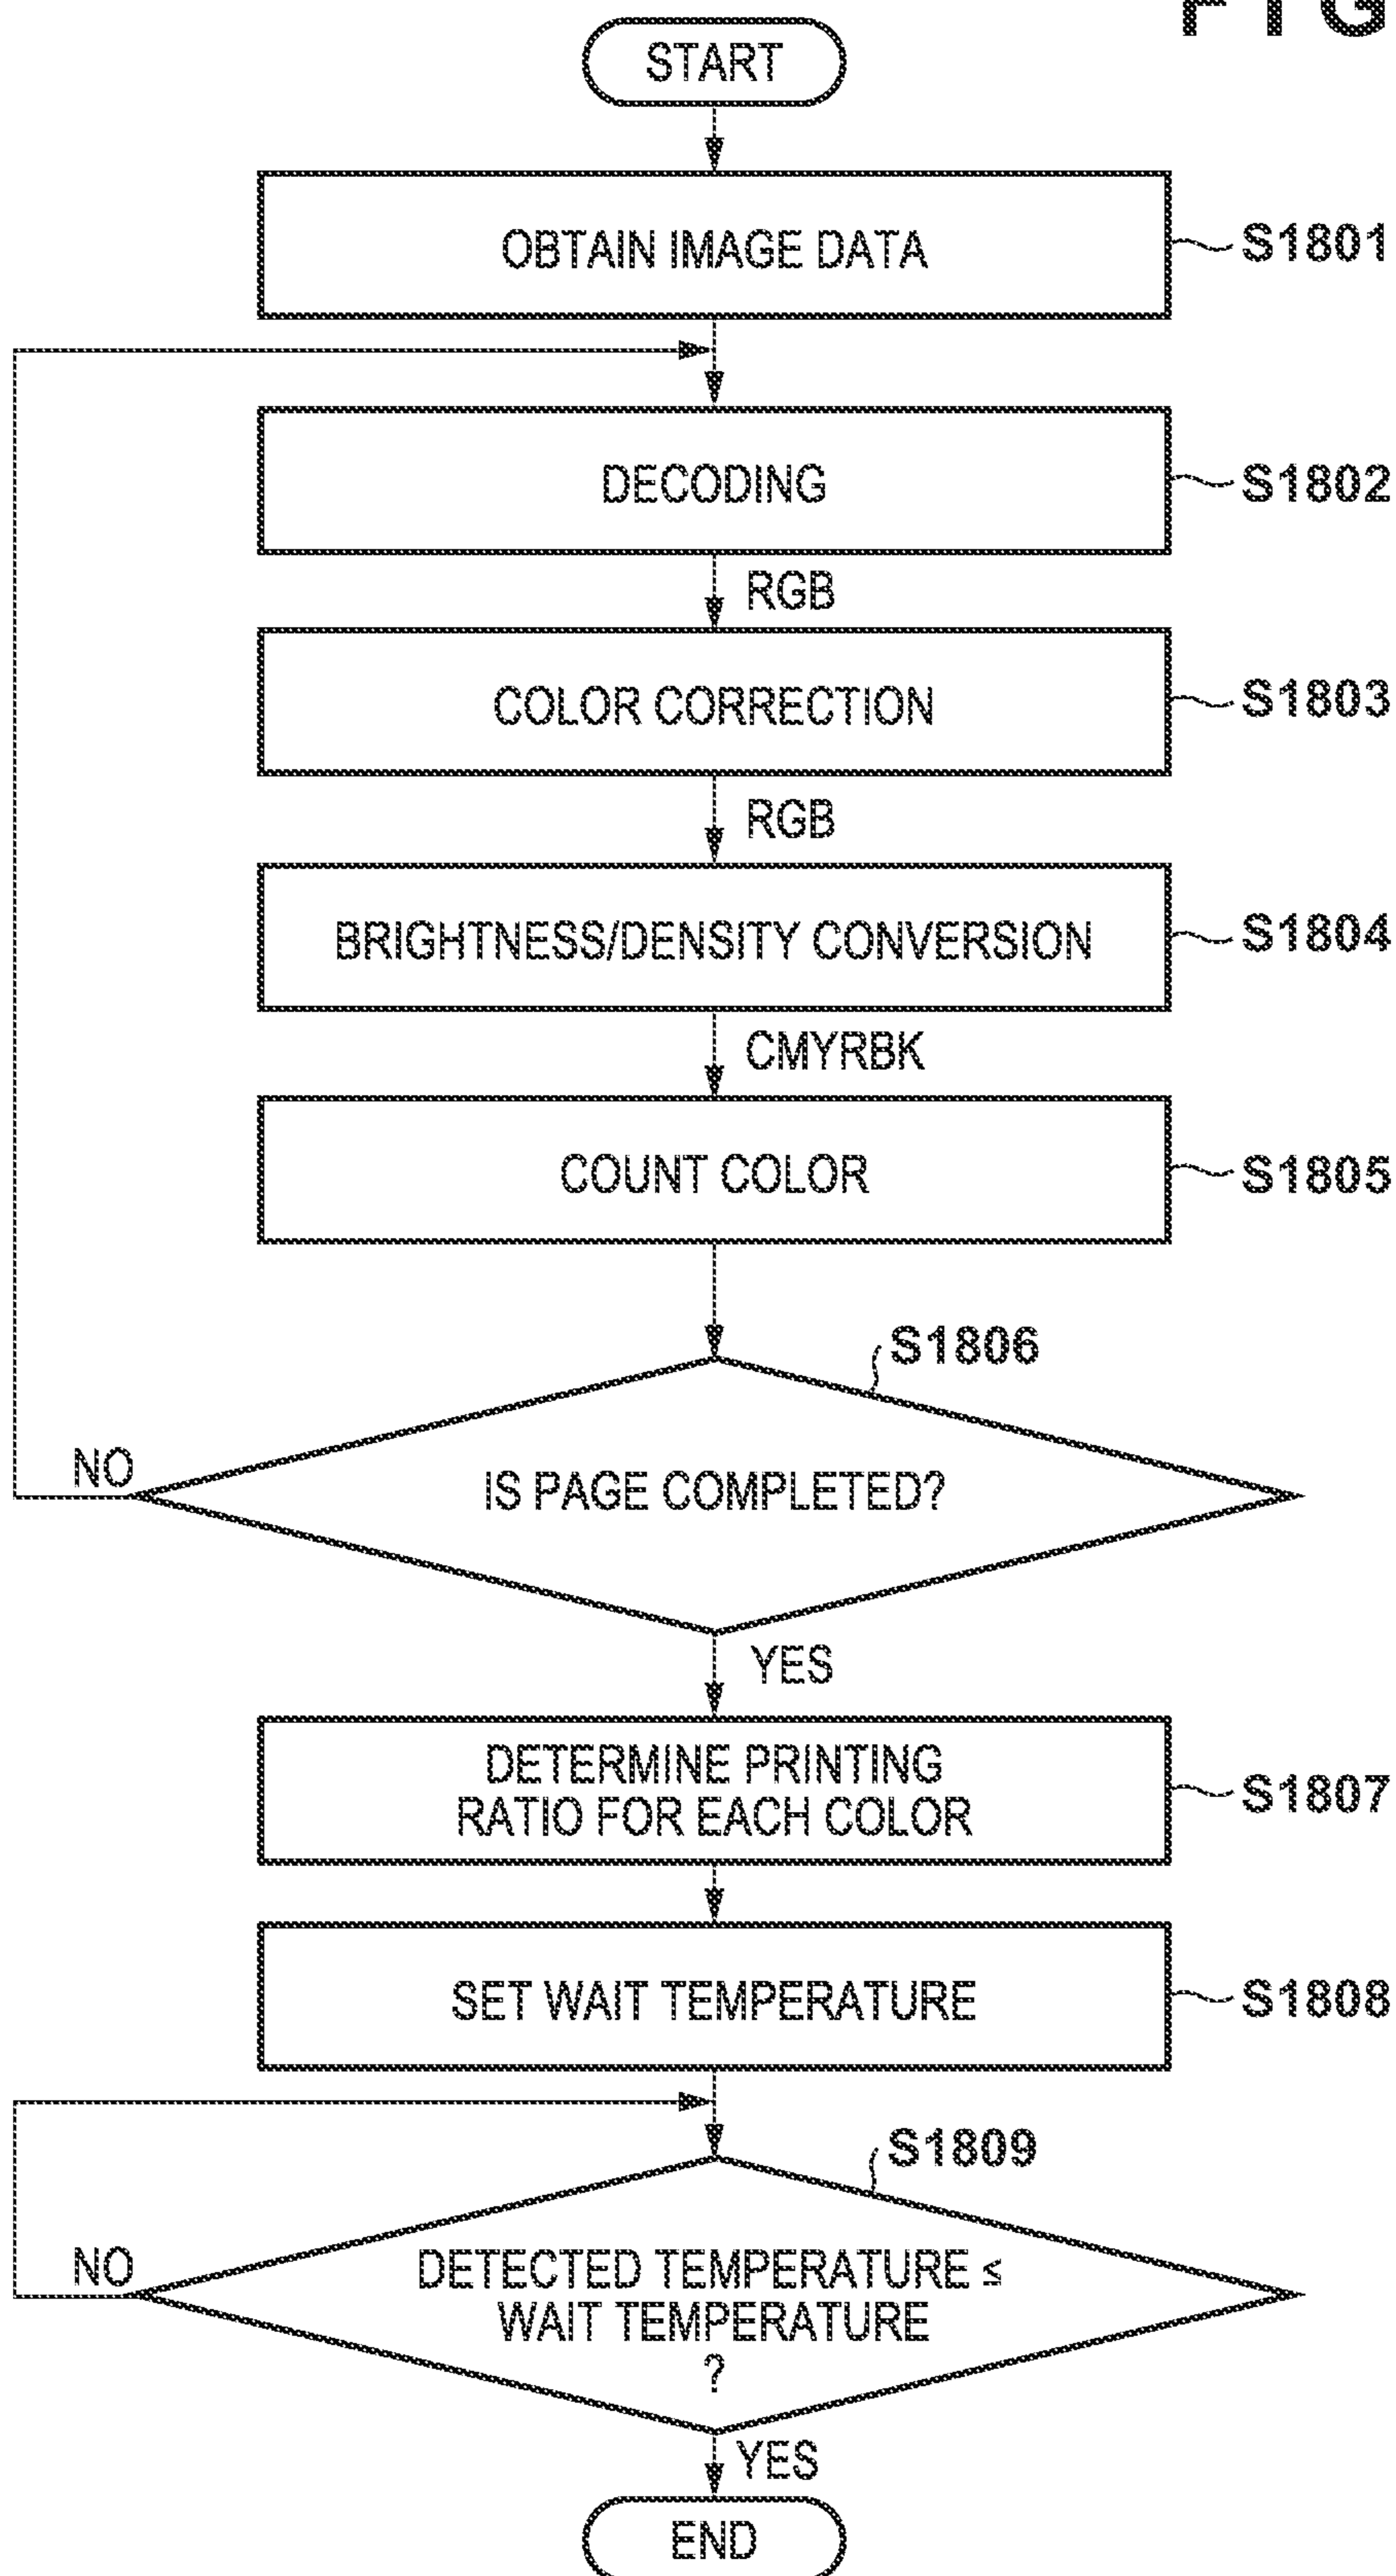 FIG
START
OBTAIN IMAGE DATA
S1801
DECODING
S1802
RGB
COLOR CORRECTION
S1803
RGB
BRIGHTNESS/DENSITY CONVERSION
S1804
CMYRBK
COUNT COLOR
S1805
S1806
NO
IS PAGE COMPLETED?
YES
DETERMINE PRINTING
RATIO FOR EACH COLOR
S1807
SET WAIT TEMPERATURE
S1808
S1809
NO
DETECTED TEMPERATURE ≤
WAIT TEMPERATURE
?
YES
END